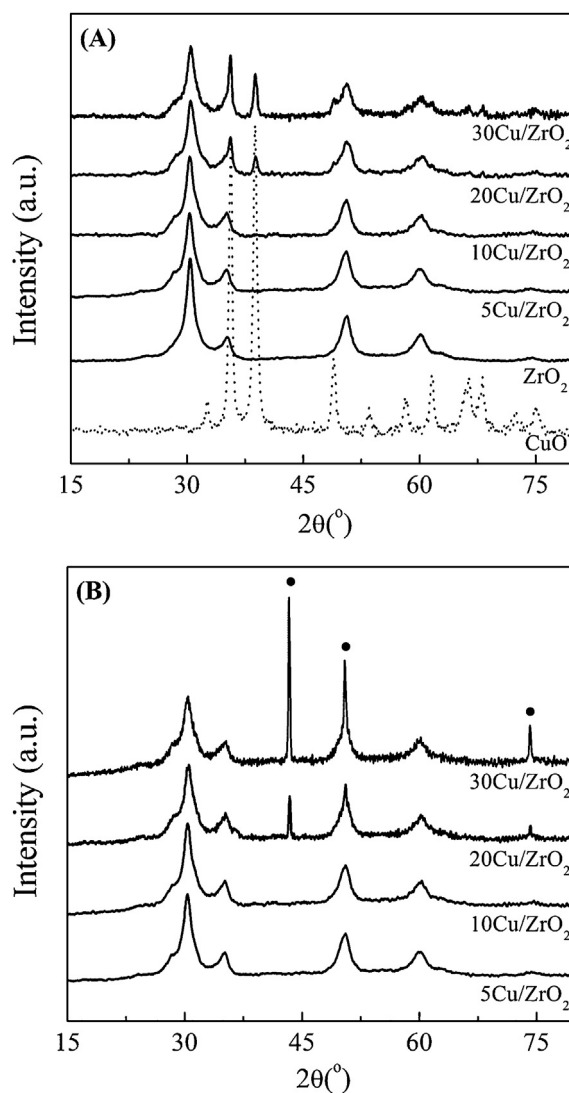 (A)
Intensity (a.u.)
30Cu/ZrO₂
20Cu/ZrO₂
10Cu/ZrO₂
5Cu/ZrO₂
ZrO₂
CuO
15 30 45 60 75
2θ(°)
(B)
Intensity (a.u.)
30Cu/ZrO₂
20Cu/ZrO₂
10Cu/ZrO₂
5Cu/ZrO₂
15 30 45 60 75
2θ(°)